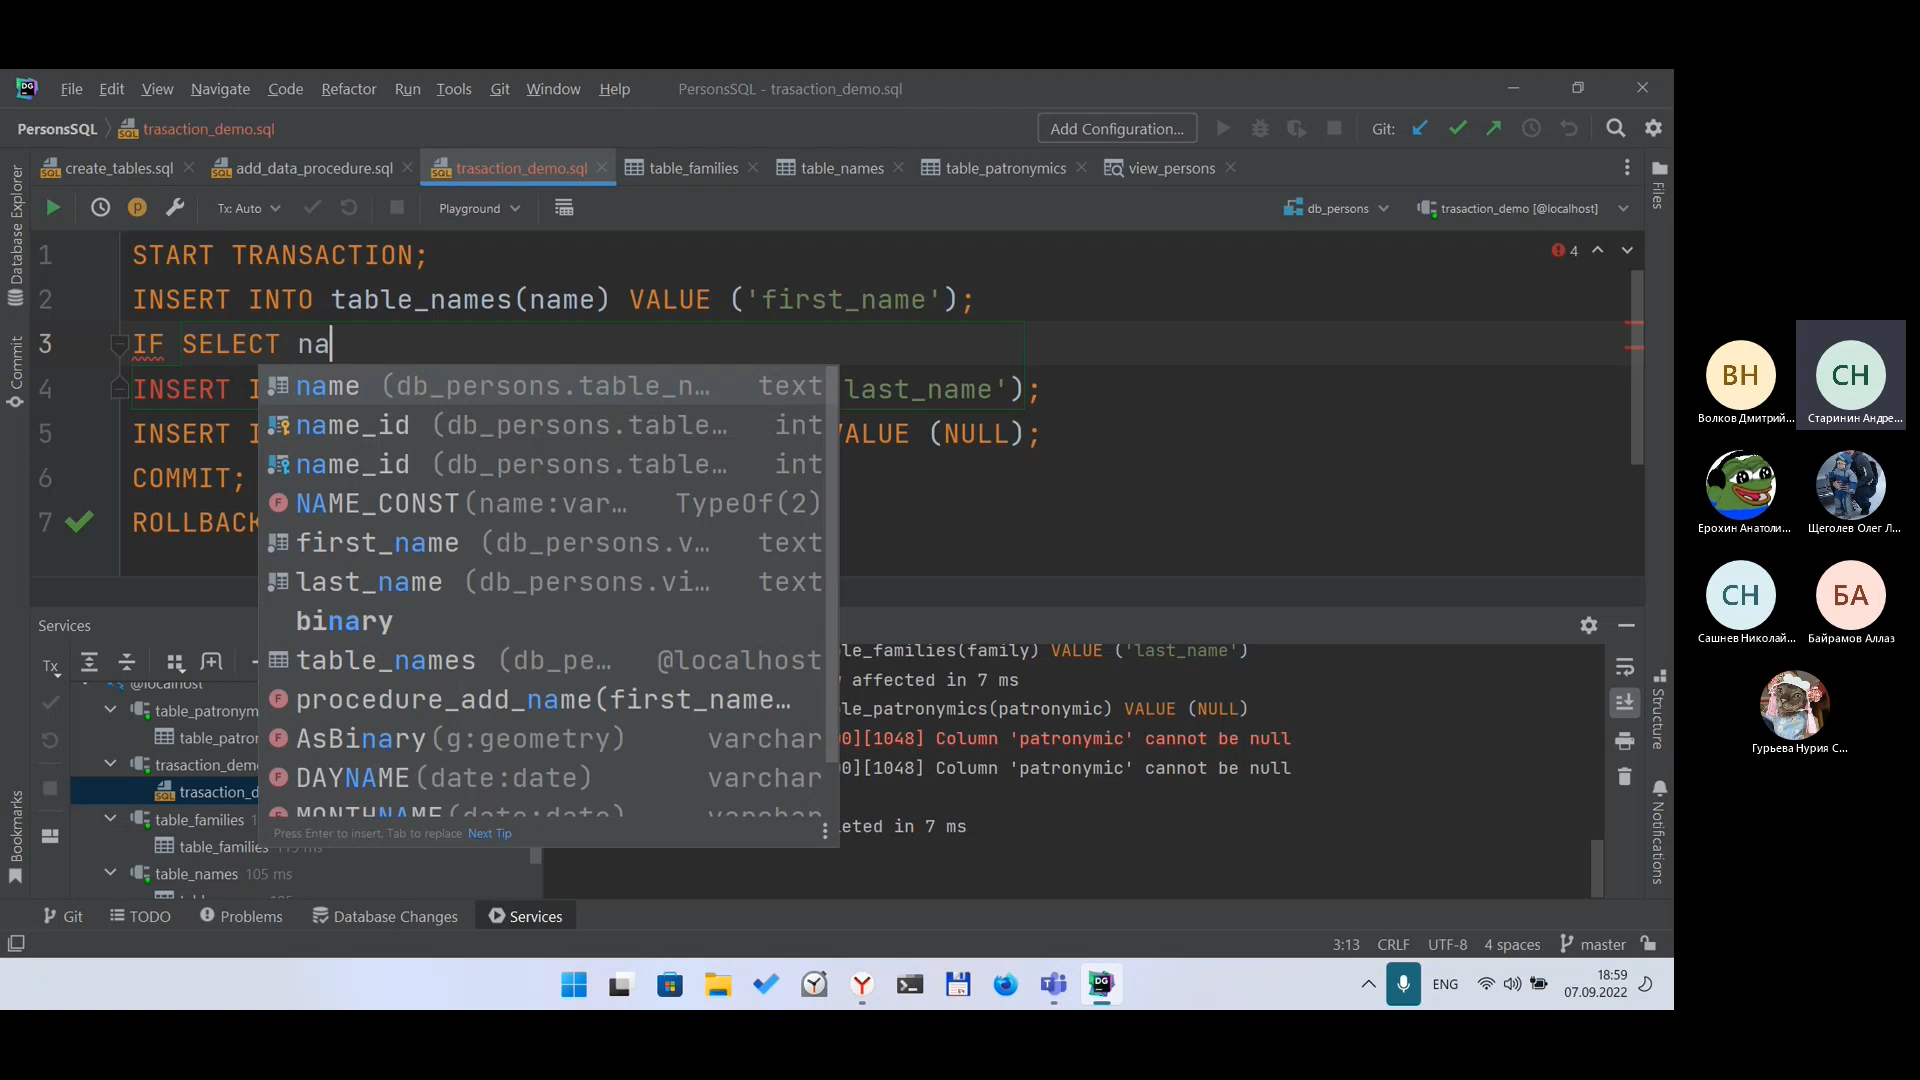 DG File Edit View Navigate Code Refactor Run Tools Git Window Help PersonsSQL - trasaction_demo.sql
PersonsSQL trasaction_demo.sql Add Configuration... Git:
create_tables.sql add_data_procedure.sql trasaction_demo.sql table_families table_names table_patronymics view_persons
Tx: Auto Playground db_persons trasaction_demo [@localhost]
Database Explorer
Commit
Bookmarks
Files
Structure
Notifications
4
1 START TRANSACTION;
2 INSERT INTO table_names(name) VALUE ('first_name');
3 IF SELECT na
4 INSERT I last_name');
5 INSERT I VALUE (NULL);
6 COMMIT;
7 ROLLBACK
name (db_persons.table_n… text
name_id (db_persons.table… int
name_id (db_persons.table… int
NAME_CONST(name:var… TypeOf(2)
first_name (db_persons.v… text
last_name (db_persons.vi… text
binary
table_names (db_pe… @localhost
procedure_add_name(first_name…
AsBinary(g:geometry) varchar
DAYNAME(date:date) varchar
MONTHNAME(date:date) varchar
Press Enter to insert, Tab to replace Next Tip
Services
Tx
@localhost
table_patronym
table_patror
trasaction_demo
trasaction_d
table_families
table_families
table_names 105 ms
le_families(family) VALUE ('last_name')
affected in 7 ms
le_patronymics(patronymic) VALUE (NULL)
0][1048] Column 'patronymic' cannot be null
0][1048] Column 'patronymic' cannot be null
eted in 7 ms
Git TODO Problems Database Changes Services
3:13 CRLF UTF-8 4 spaces master
ENG 18:59
07.09.2022
ВН СН
Волков Дмитрий... Старинин Андре...
Ерохин Анатоли... Щеголев Олег Л...
СН БА
Сашнев Николай... Байрамов Аллаз
Гурьева Нурия С...